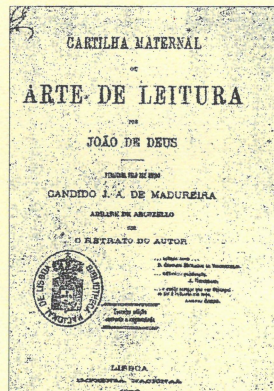 CARTILHA MATERNAL
OU
ARTE DE LEITURA
POR
JOÃO DE DEUS
CANDIDO J. A. DE MADUREIRA
ABBADE DE ARCOZELLO
COM
O RETRATO DO AUTOR
LISBOA
IMPRENSA NACIONAL